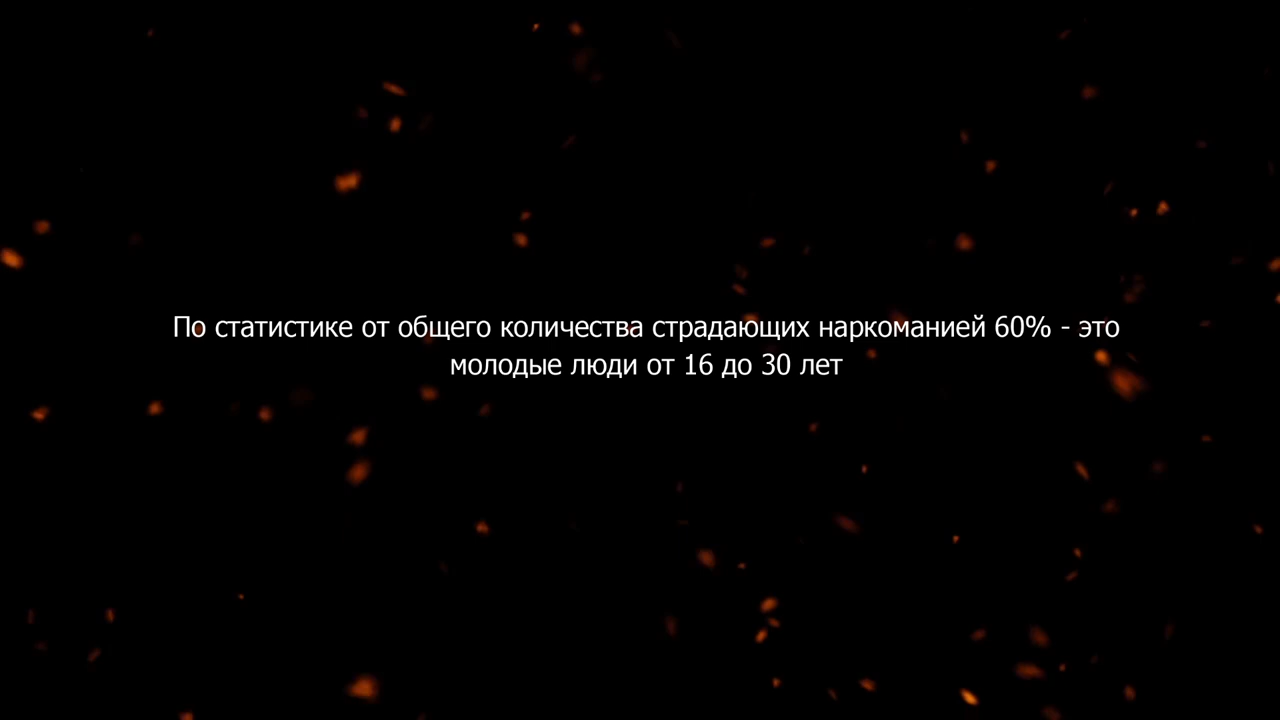 По статистике от общего количества страдающих наркоманией 60% - это
молодые люди от 16 до 30 лет